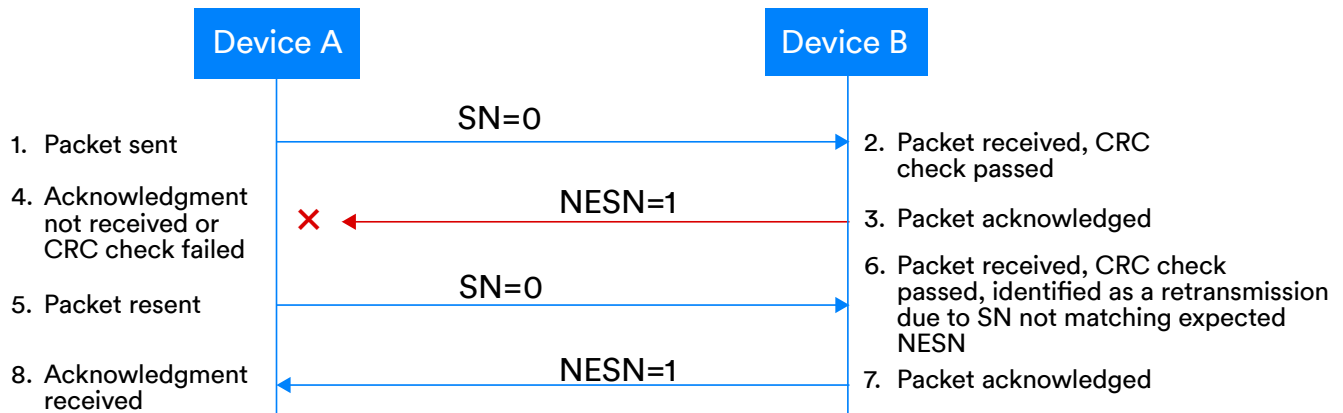 Device A
Device B
SN=0
1. Packet sent
2. Packet received, CRC
check passed
4. Acknowledgment
not received or
CRC check failed
NESN=1
3. Packet acknowledged
SN=0
5. Packet resent
6. Packet received, CRC check
passed, identified as a retransmission
due to SN not matching expected
NESN
8. Acknowledgment
received
NESN=1
7. Packet acknowledged